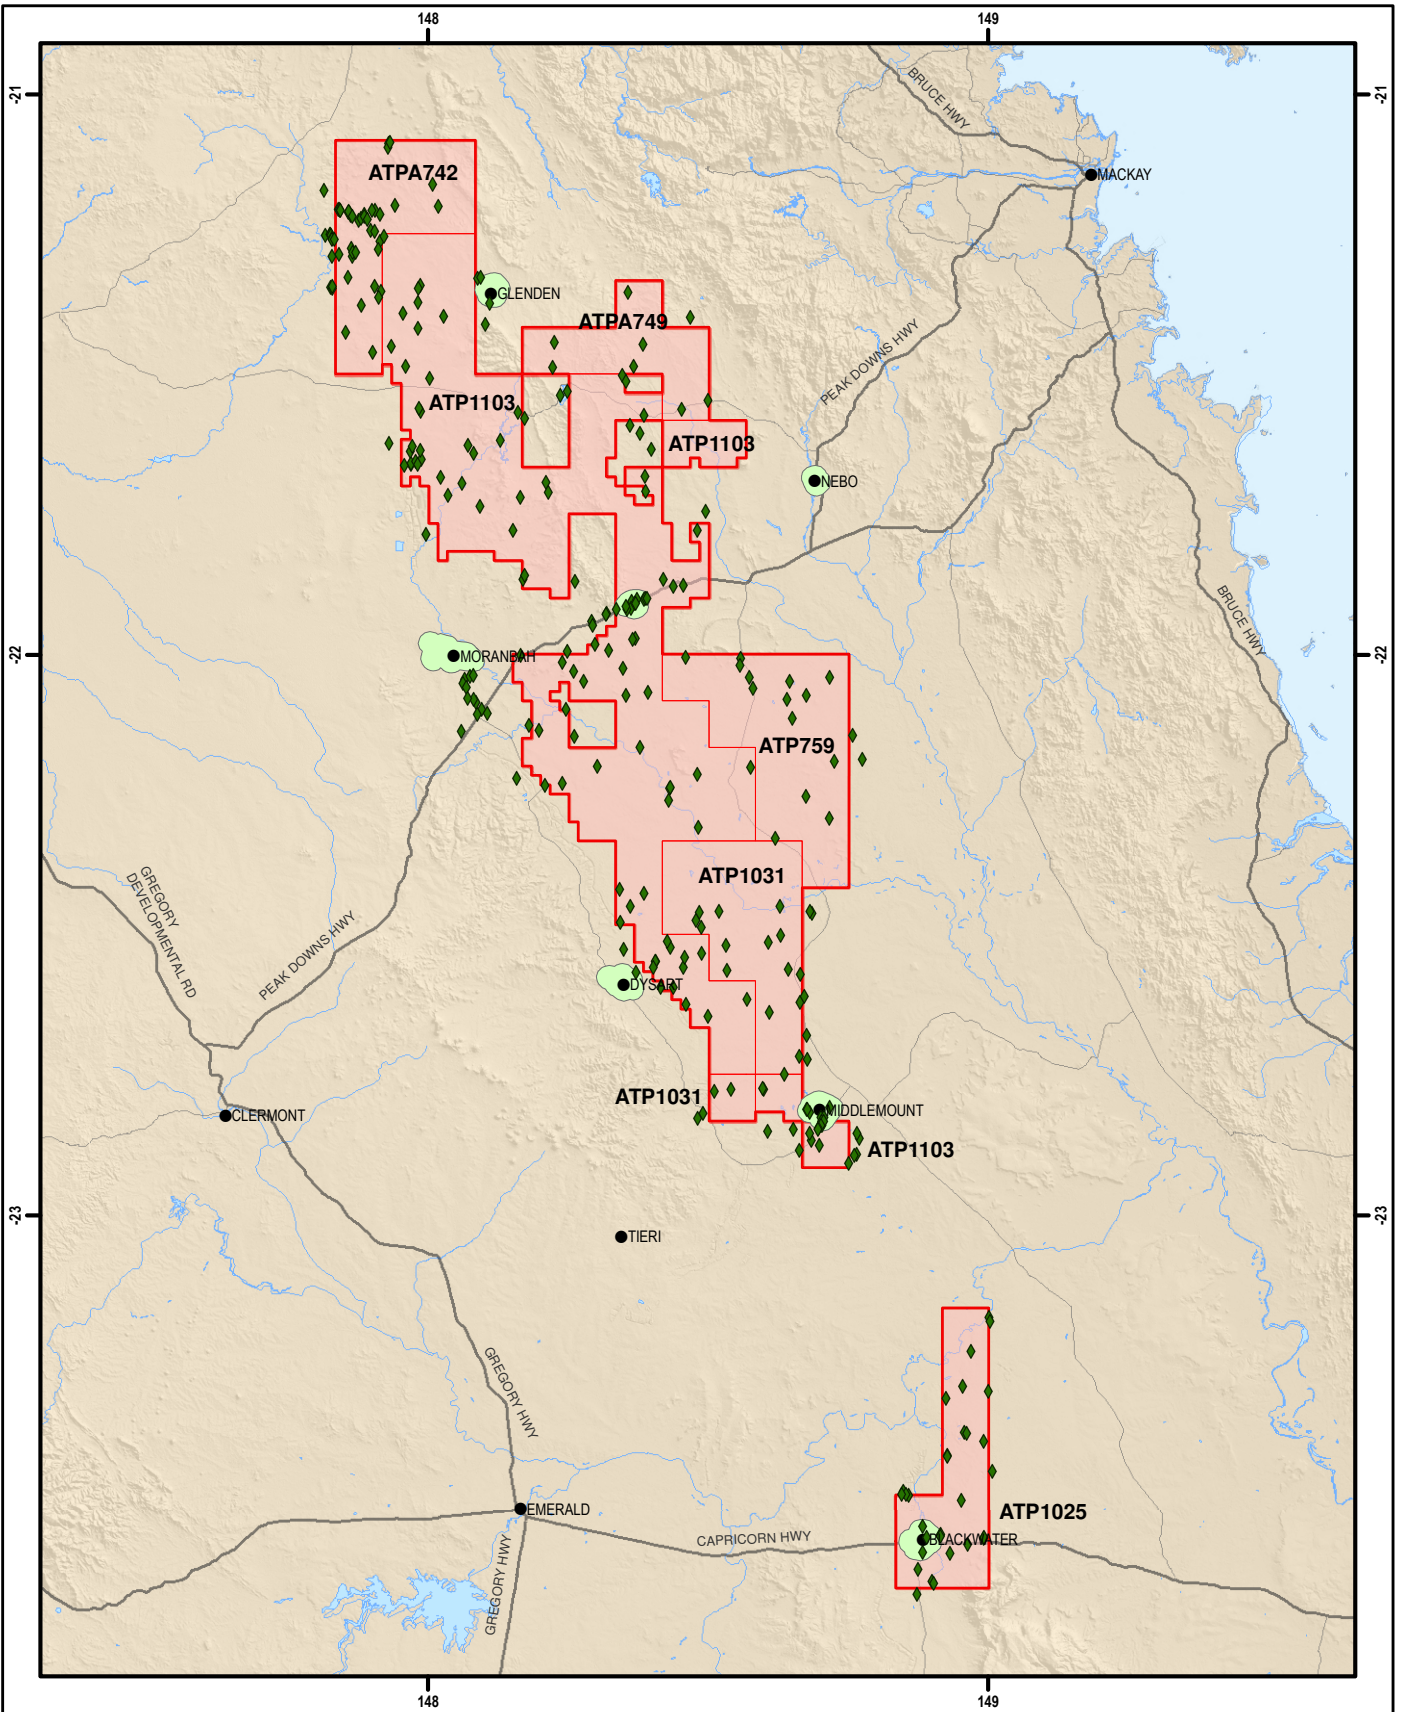 148
149
-21
-21
BRUCE HWY
MACKAY
ATPA742
GLENDEN
ATPA749
PEAK DOWNS HWY
ATP1103
ATP1103
NEBO
BRUCE HWY
-22
-22
MORANBAH
ATP759
ATP1031
GREGORY
DEVELOPMENTAL RD
PEAK DOWNS HWY
DYSART
ATP1031
CLERMONT
MIDDLEMOUNT
ATP1103
-23
-23
TIERI
GREGORY HWY
EMERALD
ATP1025
CAPRICORN HWY
BLACKWATER
GREGORY HWY
148
149